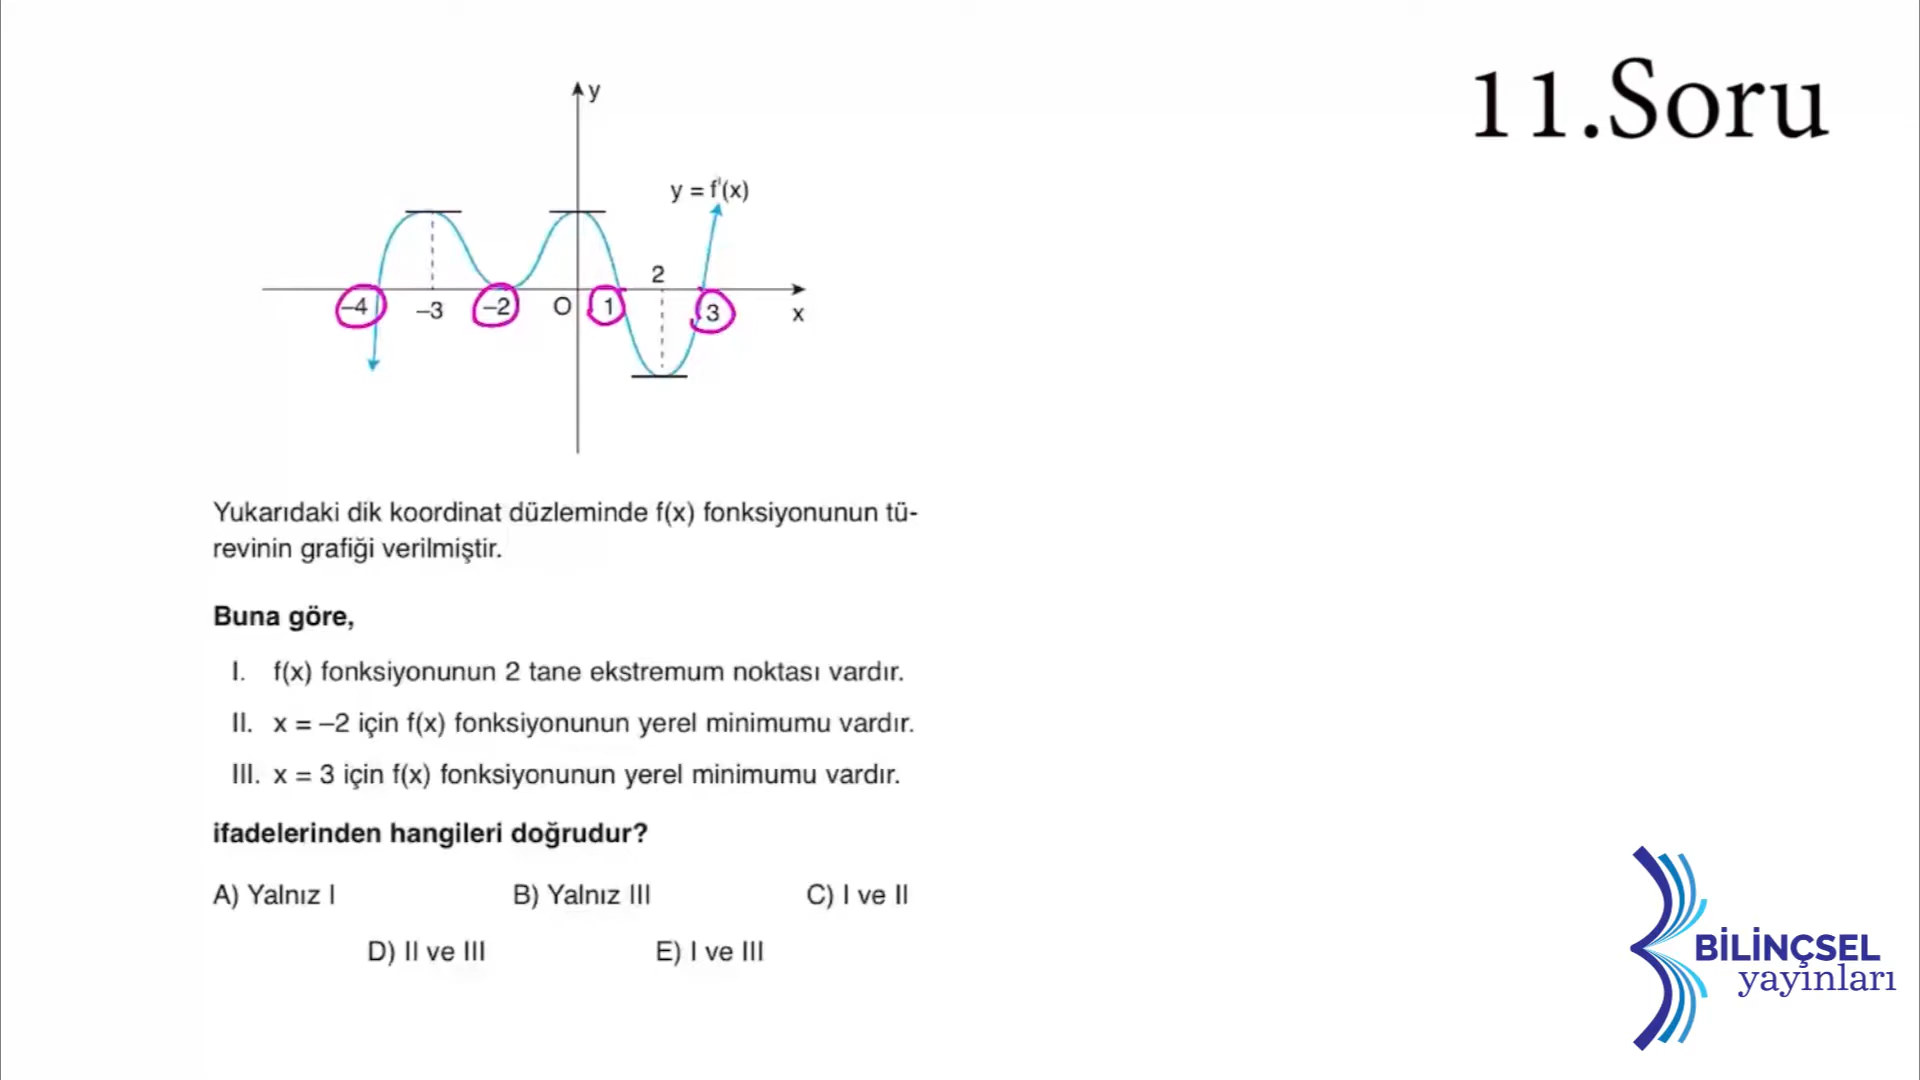 11.Soru
y
y = f'(x)
2
–4 –3 –2 O 1 3 x
Yukarıdaki dik koordinat düzleminde f(x) fonksiyonunun tü-
revinin grafiği verilmiştir.
Buna göre,
I. f(x) fonksiyonunun 2 tane ekstremum noktası vardır.
II. x = –2 için f(x) fonksiyonunun yerel minimumu vardır.
III. x = 3 için f(x) fonksiyonunun yerel minimumu vardır.
ifadelerinden hangileri doğrudur?
A) Yalnız I B) Yalnız III C) I ve II
D) II ve III E) I ve III
BİLİNÇSEL
yayınları